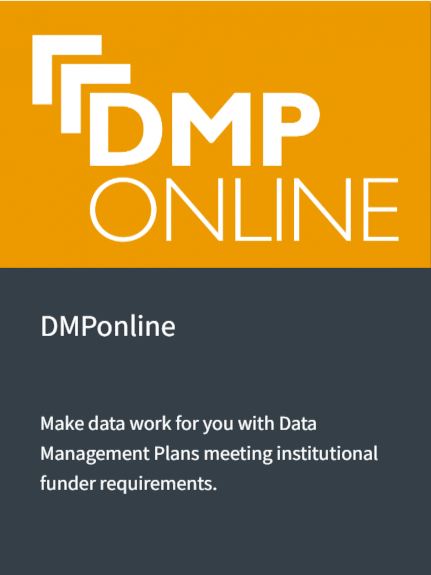 DMP
ONLINE
DMPonline
Make data work for you with Data
Management Plans meeting institutional
funder requirements.